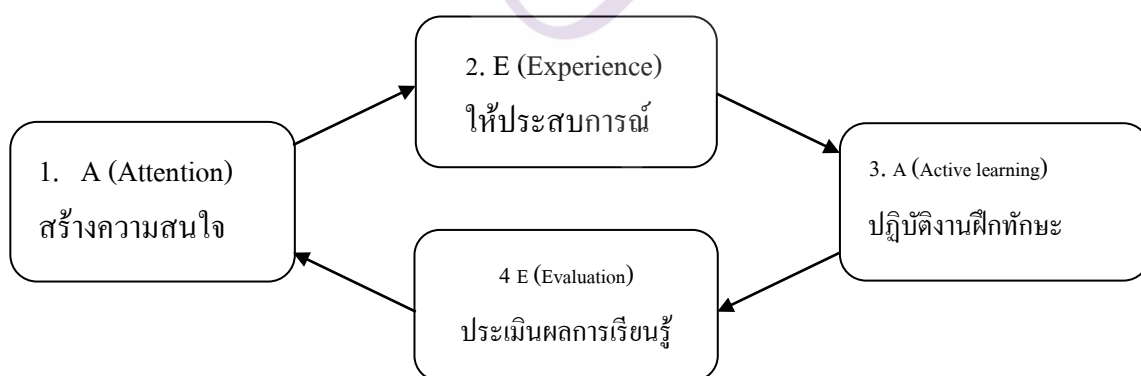 1. A (Attention)
สร้างความสนใจ
2. E (Experience)
ให้ประสบการณ์
3. A (Active learning)
ปฏิบัติงานฝึกทักษะ
4 E (Evaluation)
ประเมินผลการเรียนรู้